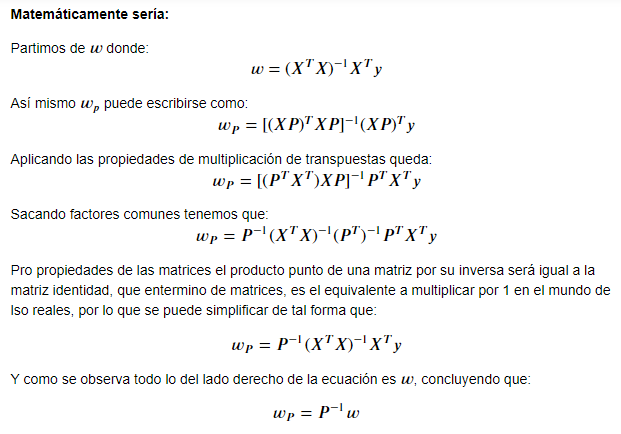 Matemáticamente sería:
Partimos de w donde:
w = (X^T X)^{-1} X^T y
Así mismo w_p puede escribirse como:
w_P = [(XP)^T XP]^{-1} (XP)^T y
Aplicando las propiedades de multiplicación de transpuestas queda:
w_P = [(P^T X^T)XP]^{-1} P^T X^T y
Sacando factores comunes tenemos que:
w_P = P^{-1} (X^T X)^{-1} (P^T)^{-1} P^T X^T y
Pro propiedades de las matrices el producto punto de una matriz por su inversa será igual a la
matriz identidad, que entermino de matrices, es el equivalente a multiplicar por 1 en el mundo de
lso reales, por lo que se puede simplificar de tal forma que:
w_P = P^{-1} (X^T X)^{-1} X^T y
Y como se observa todo lo del lado derecho de la ecuación es w, concluyendo que:
w_P = P^{-1} w